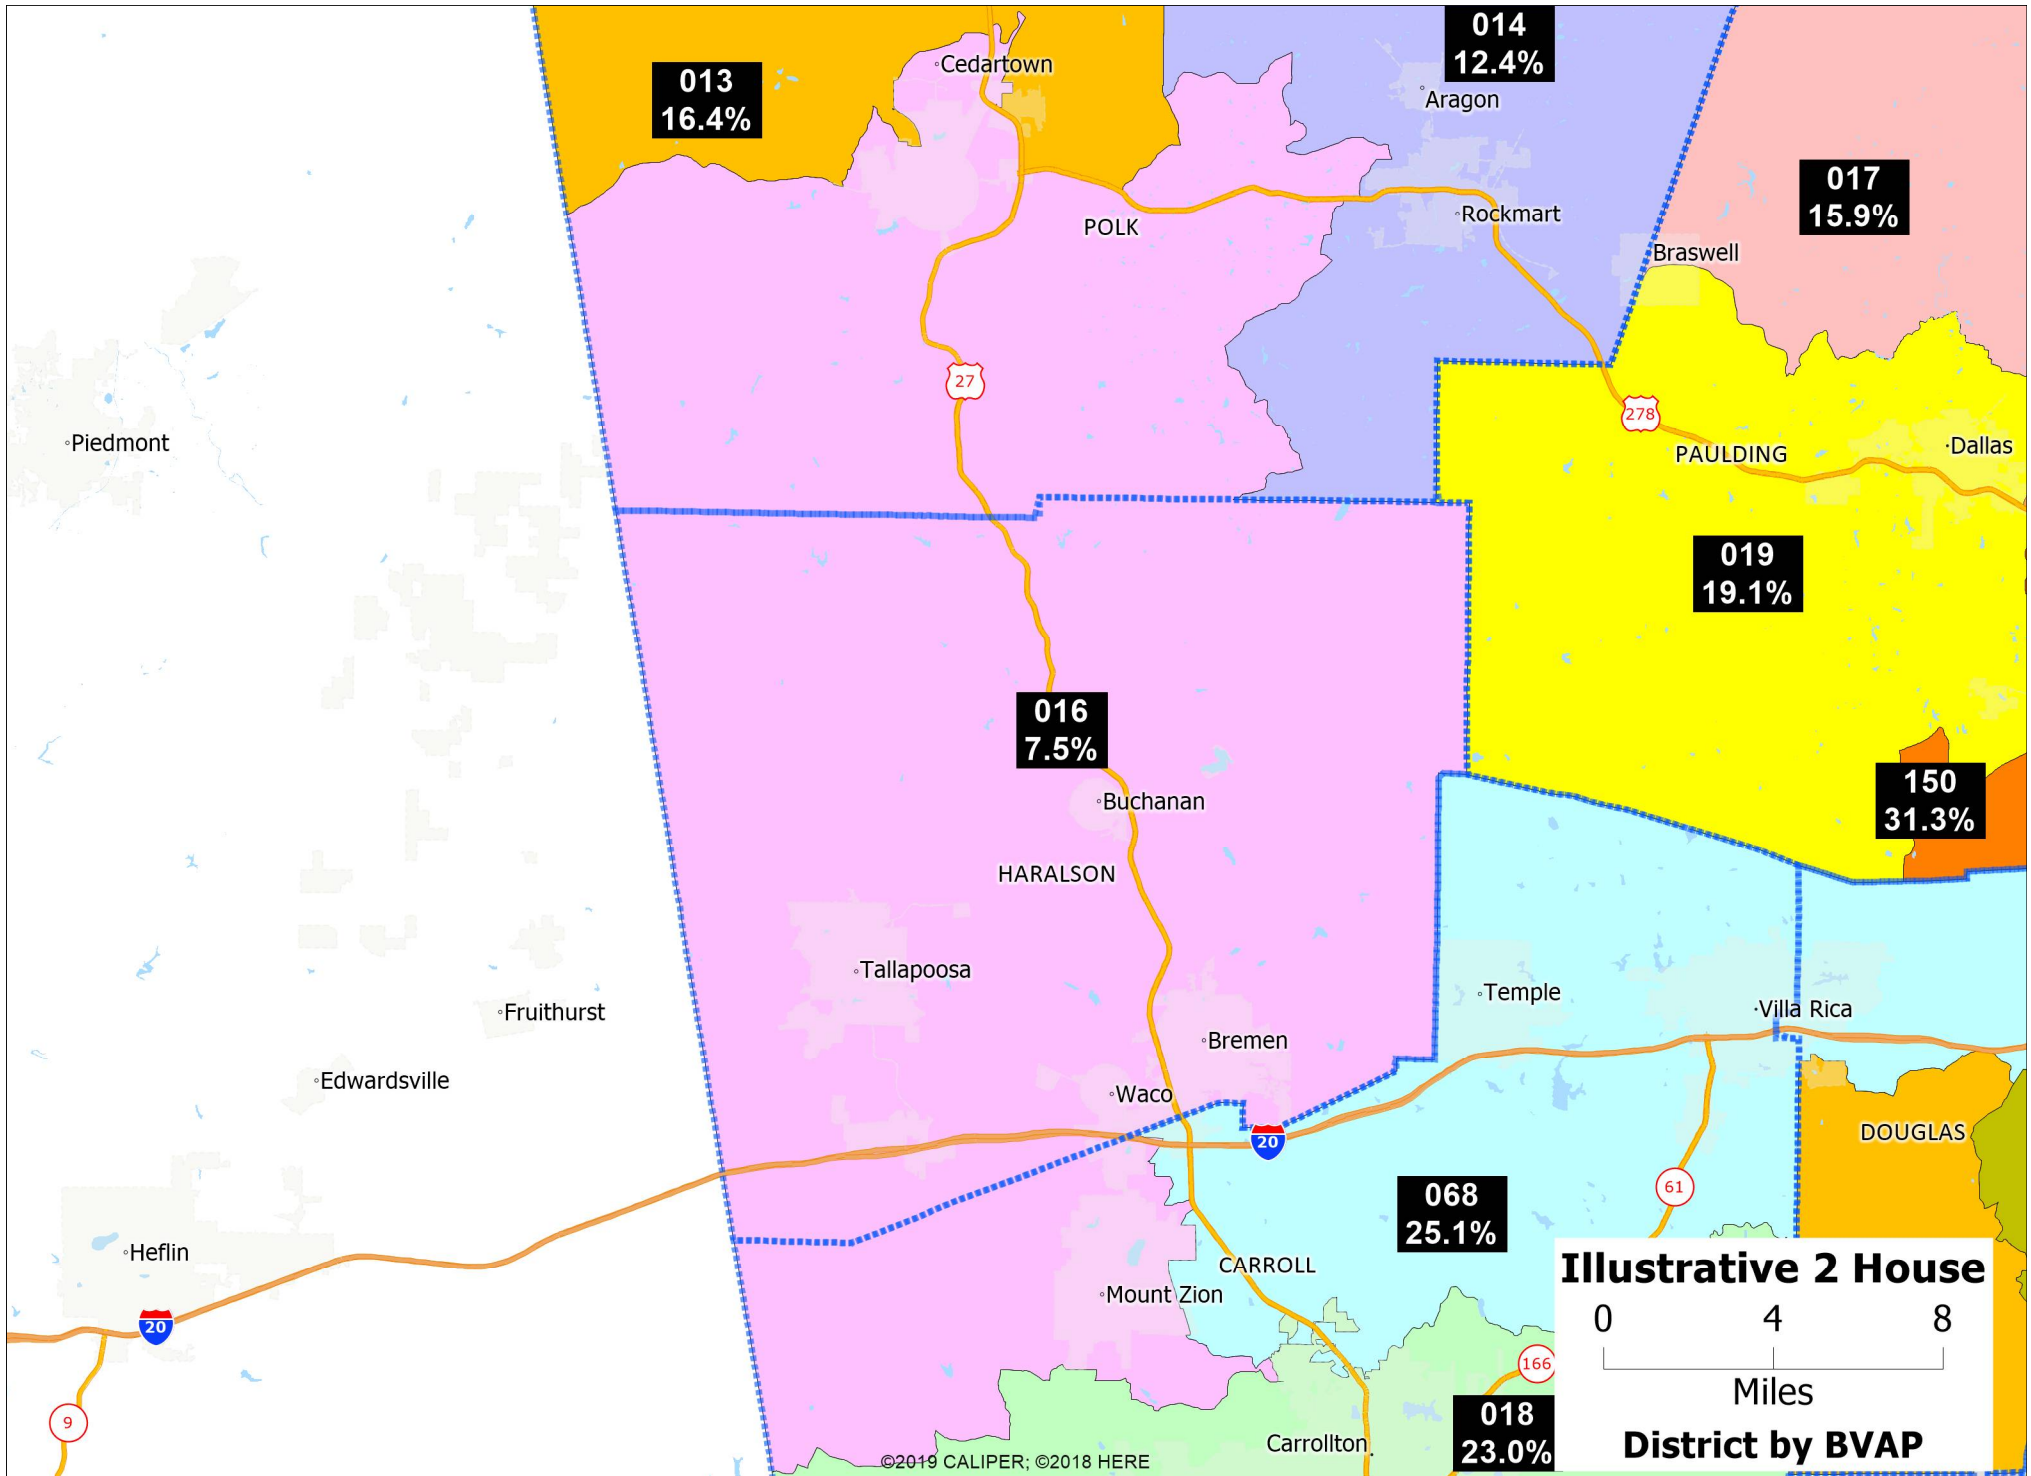 014
12.4%
Cedartown
013
16.4%
Aragon
017
15.9%
Rockmart
POLK
Braswell
27
278
Piedmont
PAULDING
Dallas
019
19.1%
016
7.5%
150
31.3%
Buchanan
HARALSON
Tallapoosa
Temple
Villa Rica
Fruithurst
Bremen
Edwardsville
Waco
20
DOUGLAS
61
068
25.1%
Heflin
CARROLL
Mount Zion
20
166
9
018
23.0%
Carrollton
©2019 CALIPER; ©2018 HERE
Illustrative 2 House
0 4 8
Miles
District by BVAP